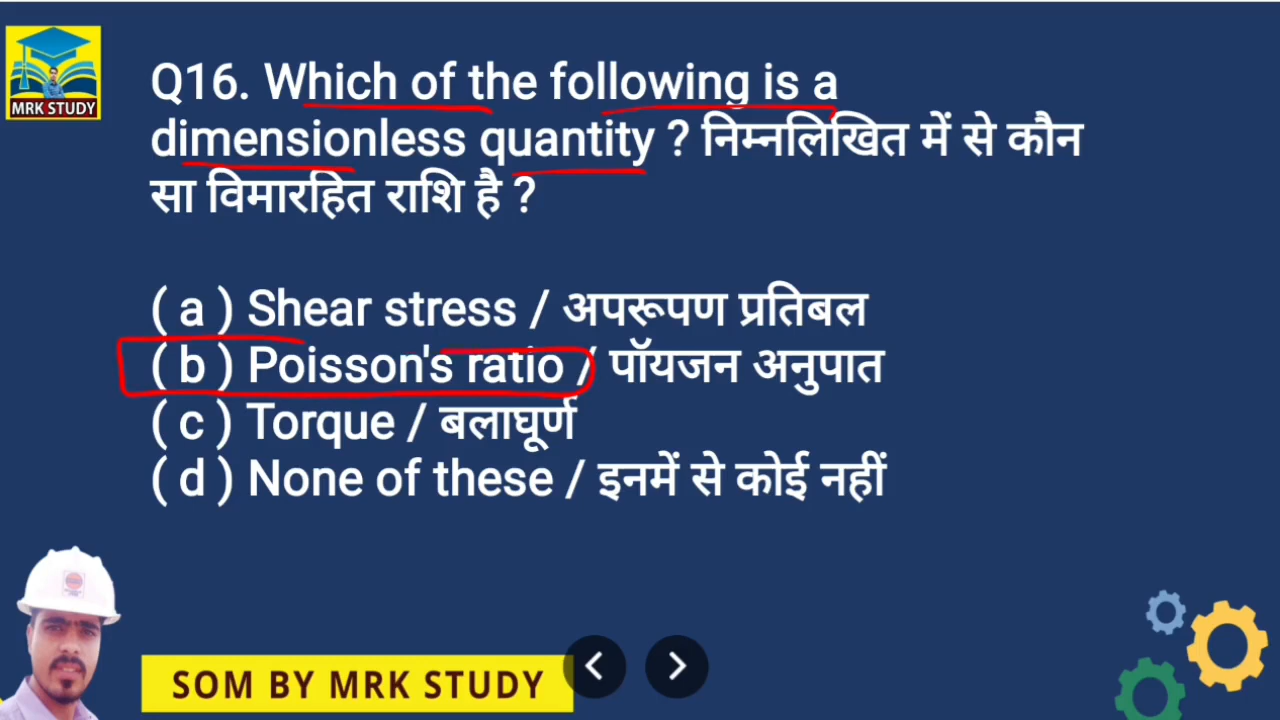 MRK STUDY
Q16. Which of the following is a
dimensionless quantity ? निम्नलिखित में से कौन
सा विमारहित राशि है ?
( a ) Shear stress / अपरूपण प्रतिबल
( b ) Poisson's ratio / पॉयजन अनुपात
( c ) Torque / बलाघूर्ण
( d ) None of these / इनमें से कोई नहीं
SOM BY MRK STUDY